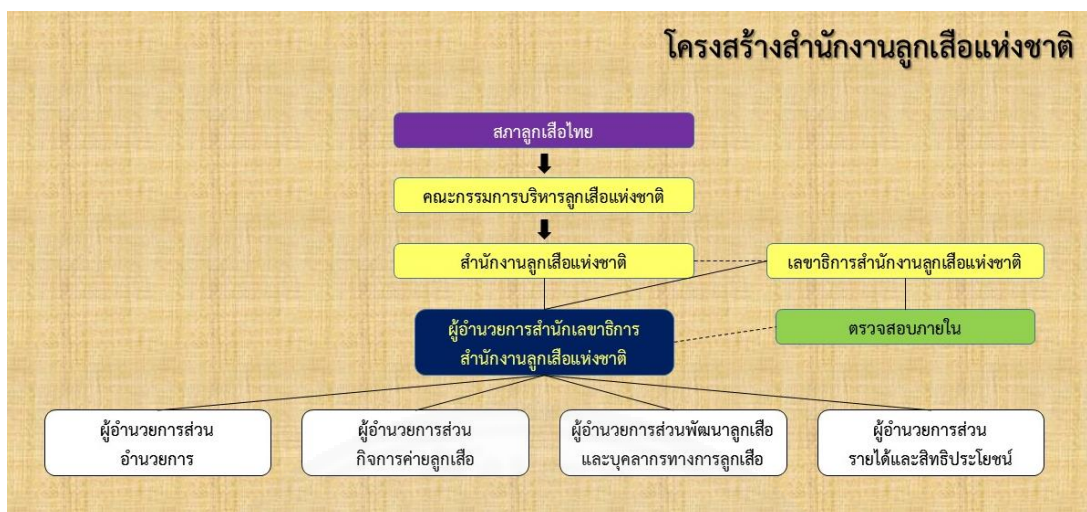 โครงสร้างสำนักงานลูกเสือแห่งชาติ
สภาลูกเสือไทย
คณะกรรมการบริหารลูกเสือแห่งชาติ
สำนักงานลูกเสือแห่งชาติ
เลขาธิการสำนักงานลูกเสือแห่งชาติ
ผู้อำนวยการสำนักเลขาธิการ
สำนักงานลูกเสือแห่งชาติ
ตรวจสอบภายใน
ผู้อำนวยการส่วน
อำนวยการ
ผู้อำนวยการส่วน
กิจการค่ายลูกเสือ
ผู้อำนวยการส่วนพัฒนาลูกเสือ
และบุคลากรทางการลูกเสือ
ผู้อำนวยการส่วน
รายได้และสิทธิประโยชน์